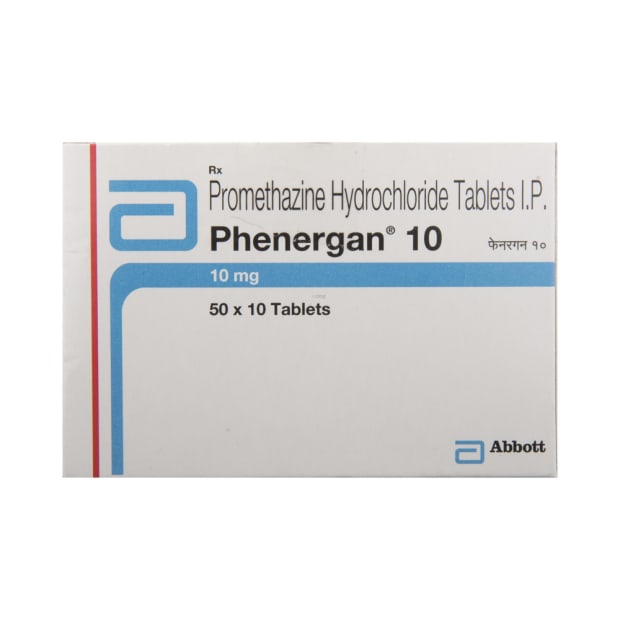 Rx
Promethazine Hydrochloride Tablets I.P.
Phenergan® 10
फेनरगन १०
10 mg
50 x 10 Tablets
Abbott